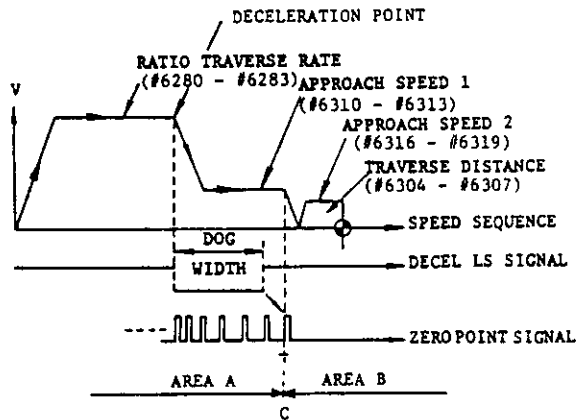 DECELERATION POINT
RATIO TRAVERSE RATE
(#6280 - #6283)
V
APPROACH SPEED 1
(#6310 - #6313)
APPROACH SPEED 2
(#6316 - #6319)
TRAVERSE DISTANCE
(#6304 - #6307)
SPEED SEQUENCE
DOG
WIDTH
DECEL LS SIGNAL
ZERO POINT SIGNAL
AREA A
AREA B
C